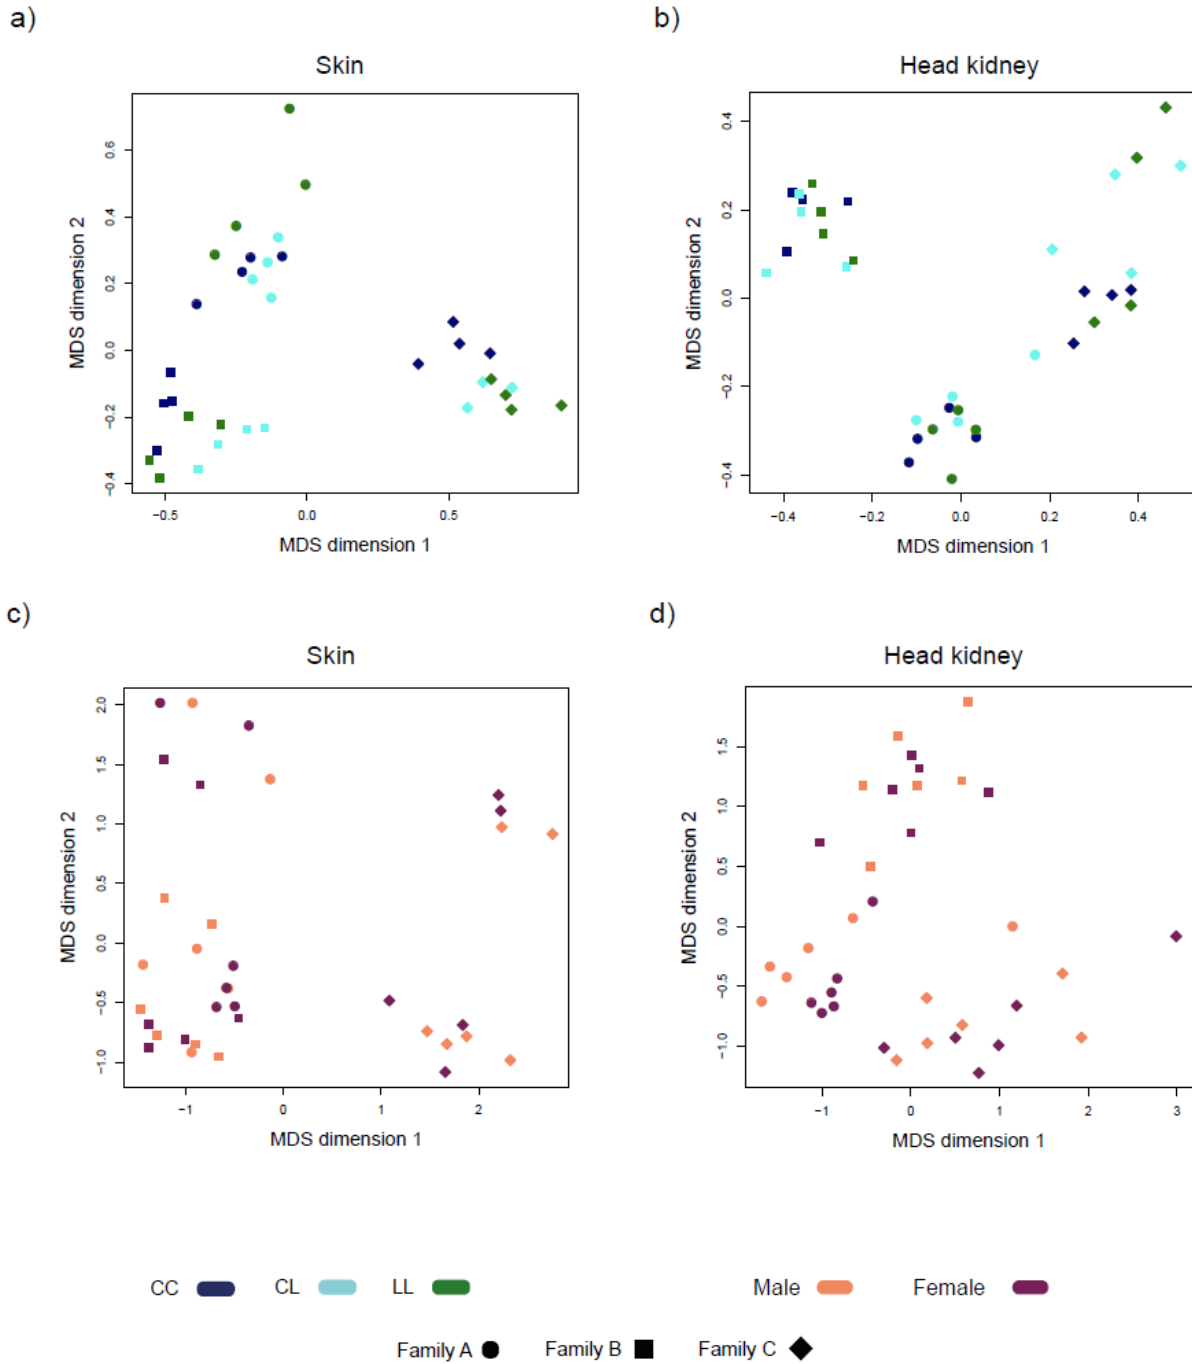 a)
b)
Skin
Head kidney
MDS dimension 2
0.6
0.4
0.2
0.0
−0.2
−0.4
−0.5
0.0
0.5
MDS dimension 1
MDS dimension 2
0.4
0.2
0.0
−0.2
−0.4
−0.4
−0.2
0.0
0.2
0.4
MDS dimension 1
c)
d)
Skin
Head kidney
MDS dimension 2
2.0
1.5
1.0
0.5
0.0
−0.5
−1.0
−1
0
1
2
MDS dimension 1
MDS dimension 2
1.5
1.0
0.5
0.0
−0.5
−1.0
−1
0
1
2
3
MDS dimension 1
CC
CL
LL
Male
Female
Family A
Family B
Family C